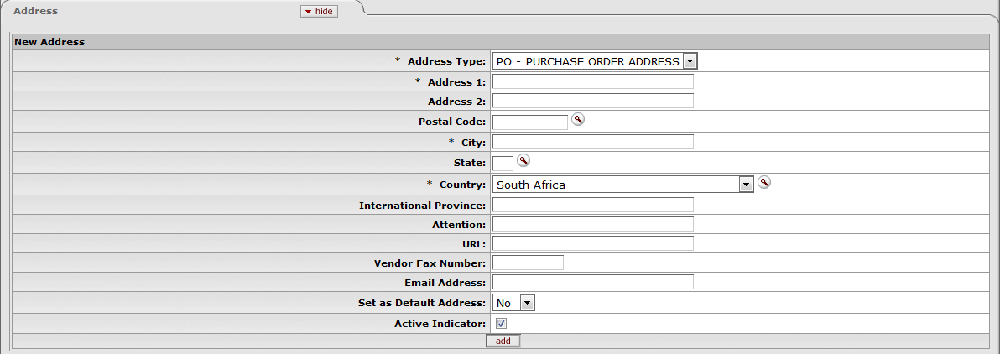 Address hide
New Address
* Address Type: PO - PURCHASE ORDER ADDRESS
* Address 1:
Address 2:
Postal Code:
* City:
State:
* Country: South Africa
International Province:
Attention:
URL:
Vendor Fax Number:
Email Address:
Set as Default Address: No
Active Indicator:
add